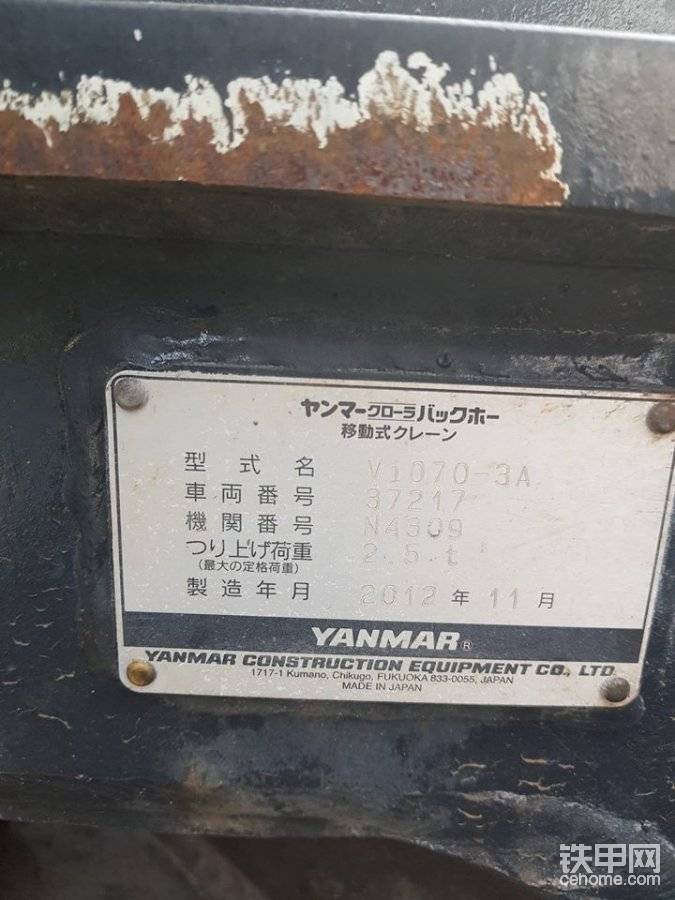 ヤンマークローラバックホー
移動式クレーン
型式名 Vi070-3A
車両番号 37217
機関番号 N4309
つり上げ荷重 2.5.t
(最大の定格荷重)
製造年月 2012年11月
YANMAR®
YANMAR CONSTRUCTION EQUIPMENT CO., LTD.
1717-1 Kumano, Chikugo, FUKUOKA 833-0055, JAPAN
MADE IN JAPAN
铁甲网
cehome.com